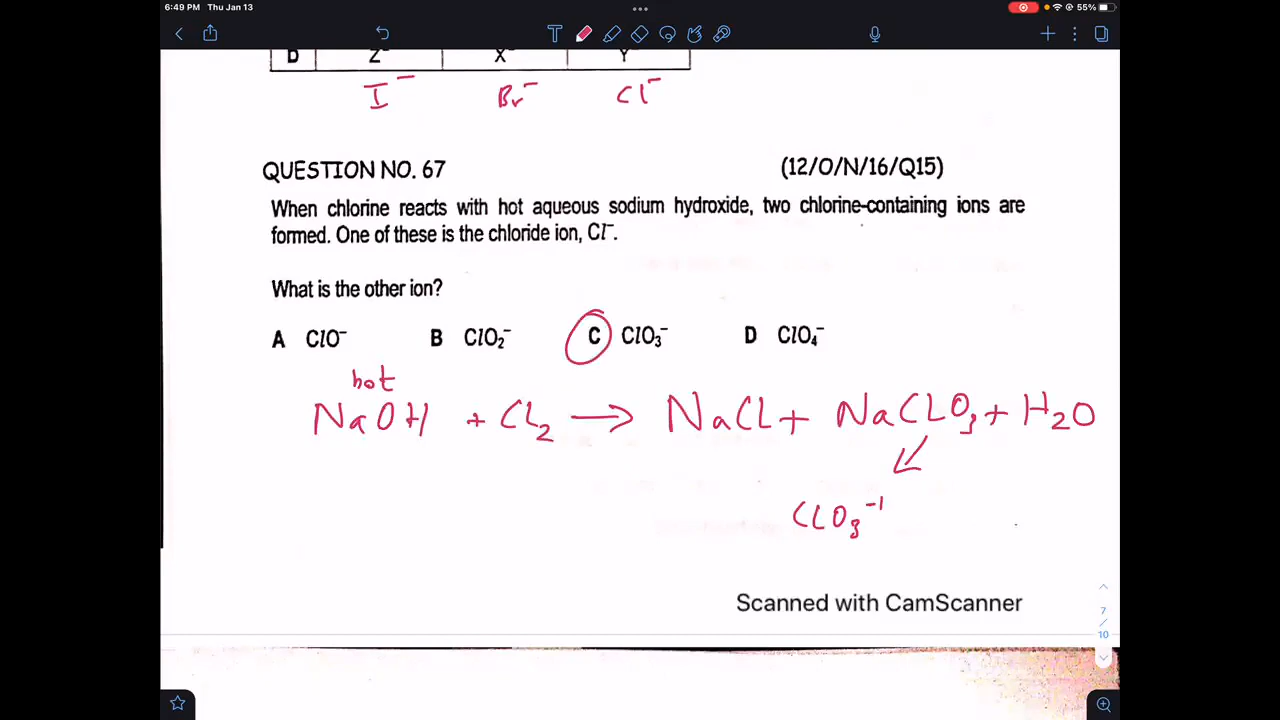 6:49 PM Thu Jan 13
55%
D Z⁻ X⁻ Y⁻
I⁻ Br⁻ Cl⁻
QUESTION NO. 67 (12/O/N/16/Q15)
When chlorine reacts with hot aqueous sodium hydroxide, two chlorine-containing ions are
formed. One of these is the chloride ion, Cl⁻.
What is the other ion?
A ClO⁻ B ClO₂⁻ C ClO₃⁻ D ClO₄⁻
hot
NaOH + Cl₂ → NaCl + NaClO₃ + H₂O
ClO₃⁻¹
Scanned with CamScanner
7
/
10